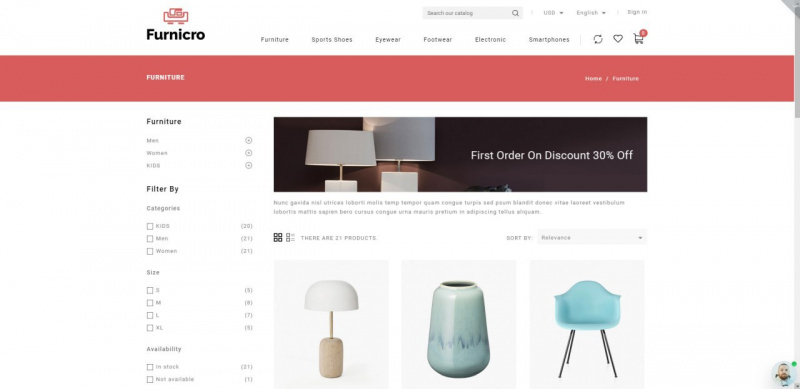 Search our catalog
USD
English
Sign in
Furnicro
Furniture
Sports Shoes
Eyewear
Footwear
Electronic
Smartphones
0
FURNITURE
Home / Furniture
Furniture
Men
Women
KIDS
Filter By
Categories
KIDS (20)
Men (21)
Women (21)
Size
S (5)
M (8)
L (7)
XL (5)
Availability
In stock (21)
Not available (1)
First Order On Discount 30% Off
Nunc gavida nisl utrices loborti molis temp tempor quam congue turpis sed psum blandit donec vitae laoreet vestibulum
lobortis mattis sapien bero cursus congue urna mauris pretium in adipiscing tellus aliquam.
THERE ARE 21 PRODUCTS.
SORT BY:
Relevance